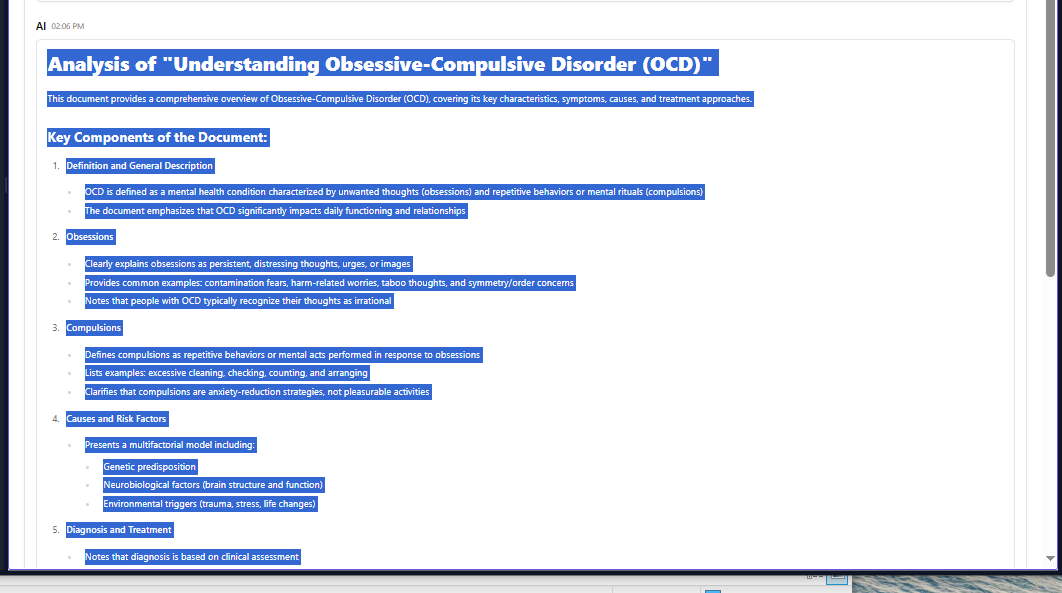 AI 02:06 PM
Analysis of "Understanding Obsessive-Compulsive Disorder (OCD)"
This document provides a comprehensive overview of Obsessive-Compulsive Disorder (OCD), covering its key characteristics, symptoms, causes, and treatment approaches.
Key Components of the Document:
1. Definition and General Description
OCD is defined as a mental health condition characterized by unwanted thoughts (obsessions) and repetitive behaviors or mental rituals (compulsions)
The document emphasizes that OCD significantly impacts daily functioning and relationships
2. Obsessions
Clearly explains obsessions as persistent, distressing thoughts, urges, or images
Provides common examples: contamination fears, harm-related worries, taboo thoughts, and symmetry/order concerns
Notes that people with OCD typically recognize their thoughts as irrational
3. Compulsions
Defines compulsions as repetitive behaviors or mental acts performed in response to obsessions
Lists examples: excessive cleaning, checking, counting, and arranging
Clarifies that compulsions are anxiety-reduction strategies, not pleasurable activities
4. Causes and Risk Factors
Presents a multifactorial model including:
Genetic predisposition
Neurobiological factors (brain structure and function)
Environmental triggers (trauma, stress, life changes)
5. Diagnosis and Treatment
Notes that diagnosis is based on clinical assessment